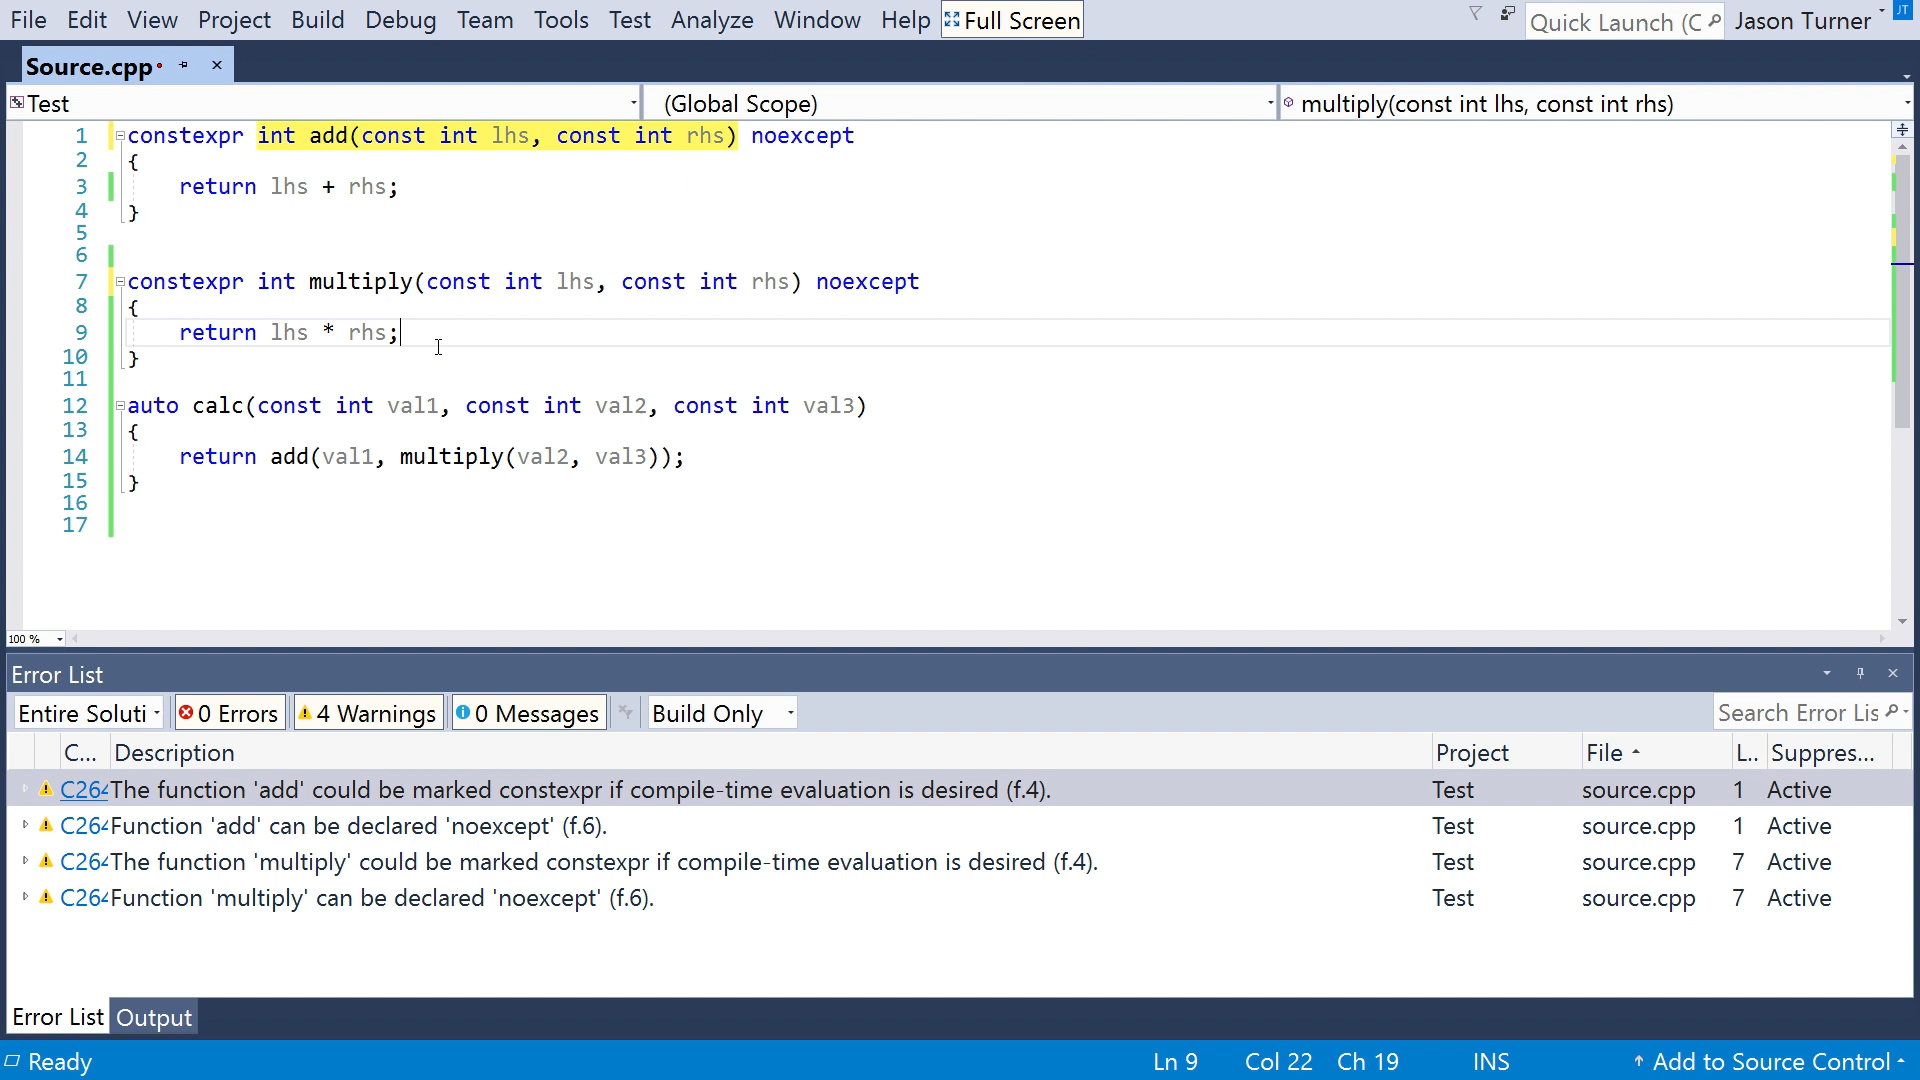 File Edit View Project Build Debug Team Tools Test Analyze Window Help Full Screen Quick Launch (C Jason Turner JT
Source.cpp
Test (Global Scope) multiply(const int lhs, const int rhs)
1 constexpr int add(const int lhs, const int rhs) noexcept
2 {
3 return lhs + rhs;
4 }
5
6
7 constexpr int multiply(const int lhs, const int rhs) noexcept
8 {
9 return lhs * rhs;
10 }
11
12 auto calc(const int val1, const int val2, const int val3)
13 {
14 return add(val1, multiply(val2, val3));
15 }
16
17
100 %
Error List
Entire Soluti 0 Errors 4 Warnings 0 Messages Build Only Search Error Lis
C... Description Project File L.. Suppres...
C264 The function 'add' could be marked constexpr if compile-time evaluation is desired (f.4). Test source.cpp 1 Active
C264 Function 'add' can be declared 'noexcept' (f.6). Test source.cpp 1 Active
C264 The function 'multiply' could be marked constexpr if compile-time evaluation is desired (f.4). Test source.cpp 7 Active
C264 Function 'multiply' can be declared 'noexcept' (f.6). Test source.cpp 7 Active
Error List Output
Ready Ln 9 Col 22 Ch 19 INS Add to Source Control